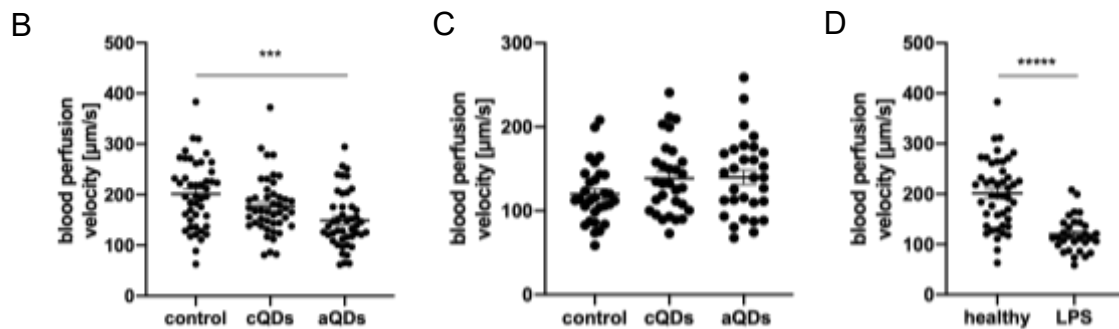 B
C
D
500
400
300
200
100
0
blood perfusion
velocity [µm/s]
***
control
cQDs
aQDs
300
200
100
0
blood perfusion
velocity [µm/s]
control
cQDs
aQDs
500
400
300
200
100
0
blood perfusion
velocity [µm/s]
*****
healthy
LPS